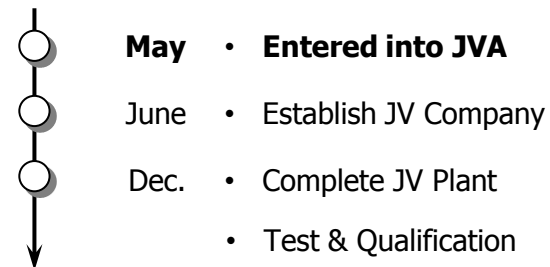 May • Entered into JVA
June • Establish JV Company
Dec. • Complete JV Plant
• Test & Qualification